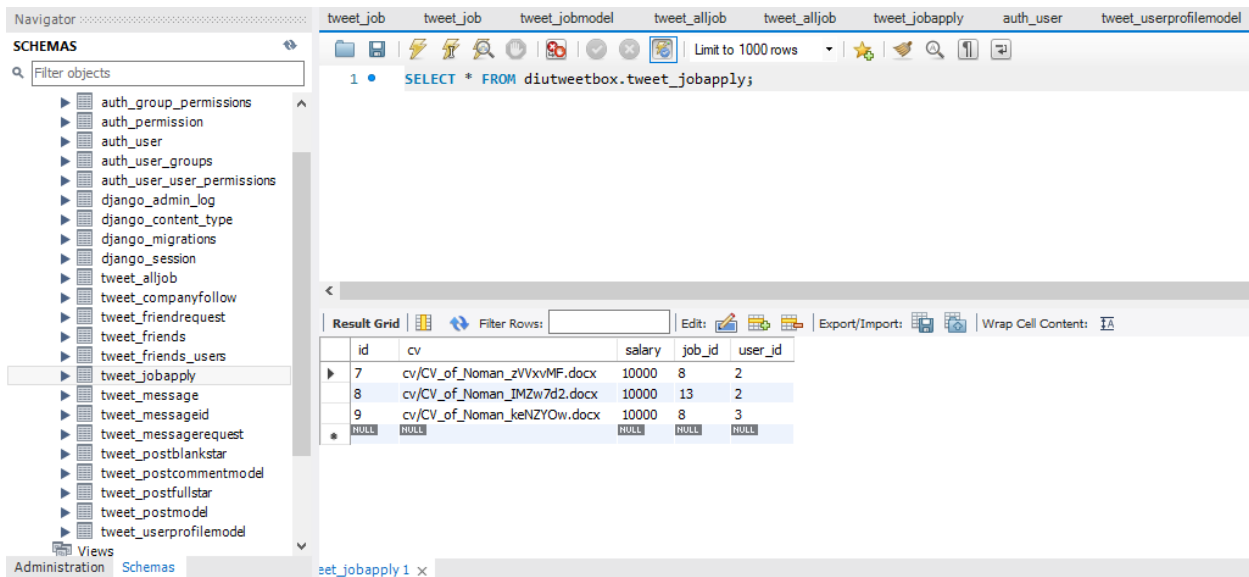 Navigator
SCHEMAS
Filter objects
auth_group_permissions
auth_permission
auth_user
auth_user_groups
auth_user_user_permissions
django_admin_log
django_content_type
django_migrations
django_session
tweet_alljob
tweet_companyfollow
tweet_friendrequest
tweet_friends
tweet_friends_users
tweet_jobapply
tweet_message
tweet_messageid
tweet_messagerequest
tweet_postblankstar
tweet_postcommentmodel
tweet_postfullstar
tweet_postmodel
tweet_userprofilemodel
Views
Administration Schemas
tweet_job tweet_job tweet_jobmodel tweet_alljob tweet_alljob tweet_jobapply auth_user tweet_userprofilemodel
Limit to 1000 rows
1 SELECT * FROM diutweetbox.tweet_jobapply;
Result Grid Filter Rows: Edit: Export/Import: Wrap Cell Content:
id cv salary job_id user_id
7 cv/CV_of_Noman_zVVxvMF.docx 10000 8 2
8 cv/CV_of_Noman_IMZw7d2.docx 10000 13 2
9 cv/CV_of_Noman_keNZYOw.docx 10000 8 3
NULL NULL NULL NULL NULL
eet_jobapply 1